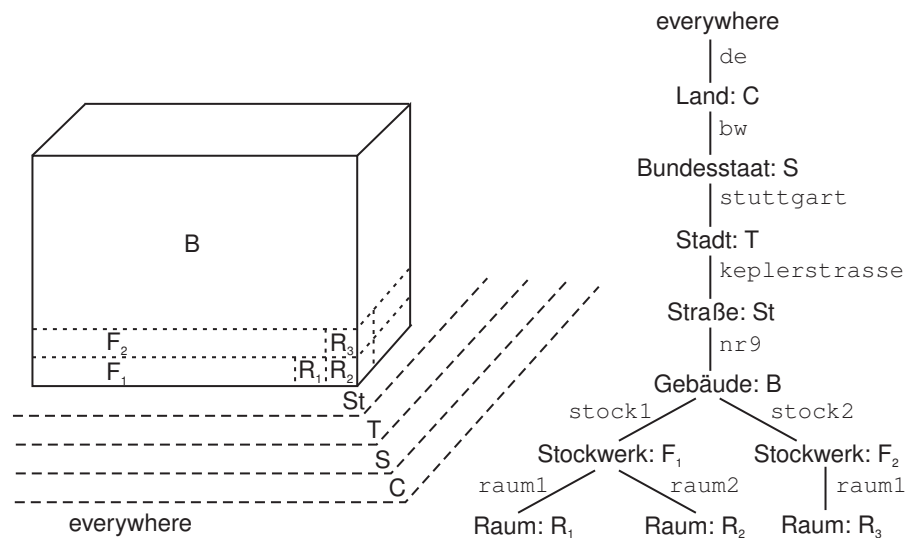 B
F₂
R₃
F₁
R₁
R₂
St
T
S
C
everywhere
everywhere
de
Land: C
bw
Bundesstaat: S
stuttgart
Stadt: T
keplerstrasse
Straße: St
nr9
Gebäude: B
stock1 stock2
Stockwerk: F₁ Stockwerk: F₂
raum1 raum2 raum1
Raum: R₁ Raum: R₂ Raum: R₃